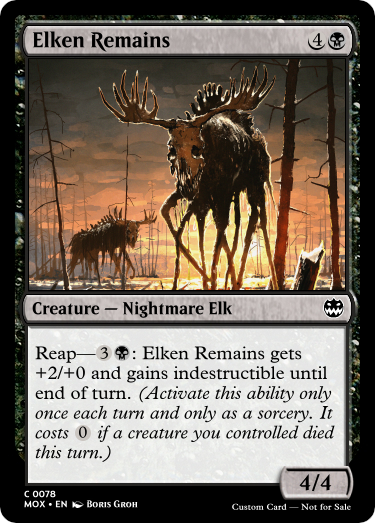 Elken Remains 4
Creature — Nightmare Elk
Reap—3: Elken Remains gets
+2/+0 and gains indestructible until
end of turn. (Activate this ability only
once each turn and only as a sorcery. It
costs 0 if a creature you controlled died
this turn.)
4/4
C 0078
MOX • EN Boris Groh
Custom Card — Not for Sale